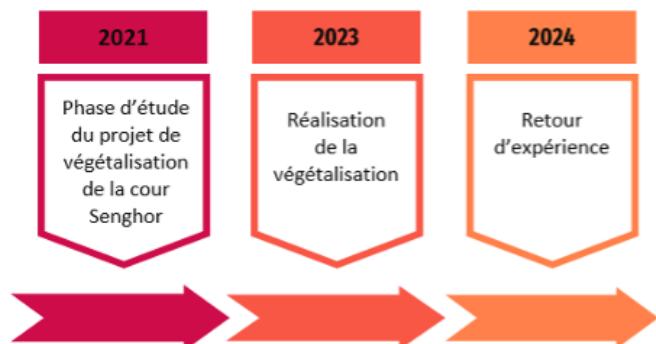 2021
Phase d'étude
du projet de
végétalisation
de la cour
Senghor
2023
Réalisation
de la
végétalisation
2024
Retour
d'expérience